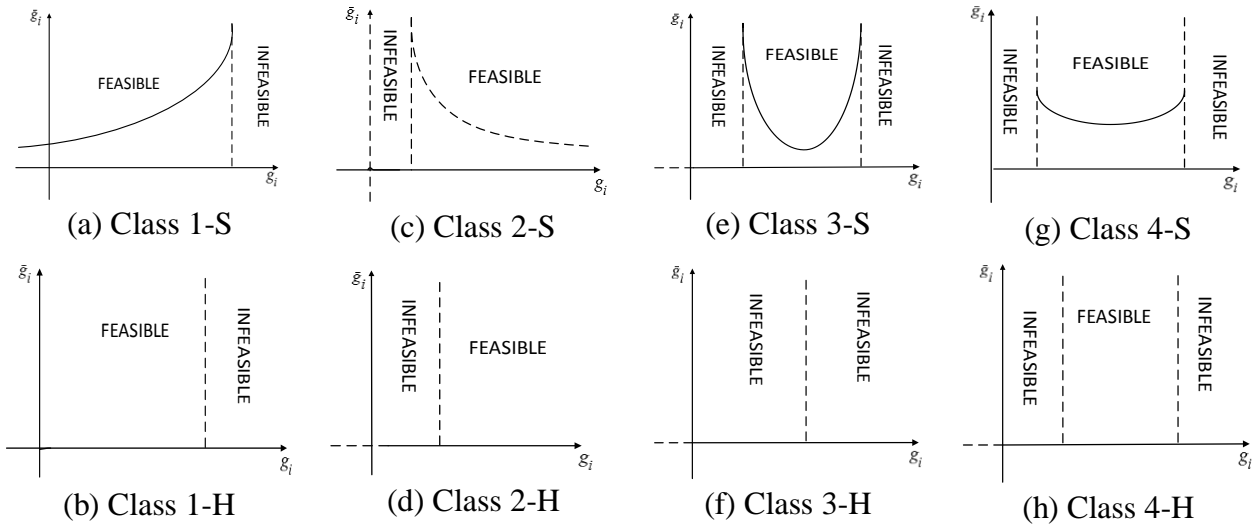 ḡᵢ
FEASIBLE
INFEASIBLE
gᵢ
(a) Class 1-S
ḡᵢ
INFEASIBLE
FEASIBLE
gᵢ
(c) Class 2-S
ḡᵢ
INFEASIBLE
FEASIBLE
INFEASIBLE
gᵢ
(e) Class 3-S
ḡᵢ
INFEASIBLE
FEASIBLE
INFEASIBLE
gᵢ
(g) Class 4-S
ḡᵢ
FEASIBLE
INFEASIBLE
gᵢ
(b) Class 1-H
ḡᵢ
INFEASIBLE
FEASIBLE
gᵢ
(d) Class 2-H
ḡᵢ
INFEASIBLE
INFEASIBLE
gᵢ
(f) Class 3-H
ḡᵢ
INFEASIBLE
FEASIBLE
INFEASIBLE
gᵢ
(h) Class 4-H